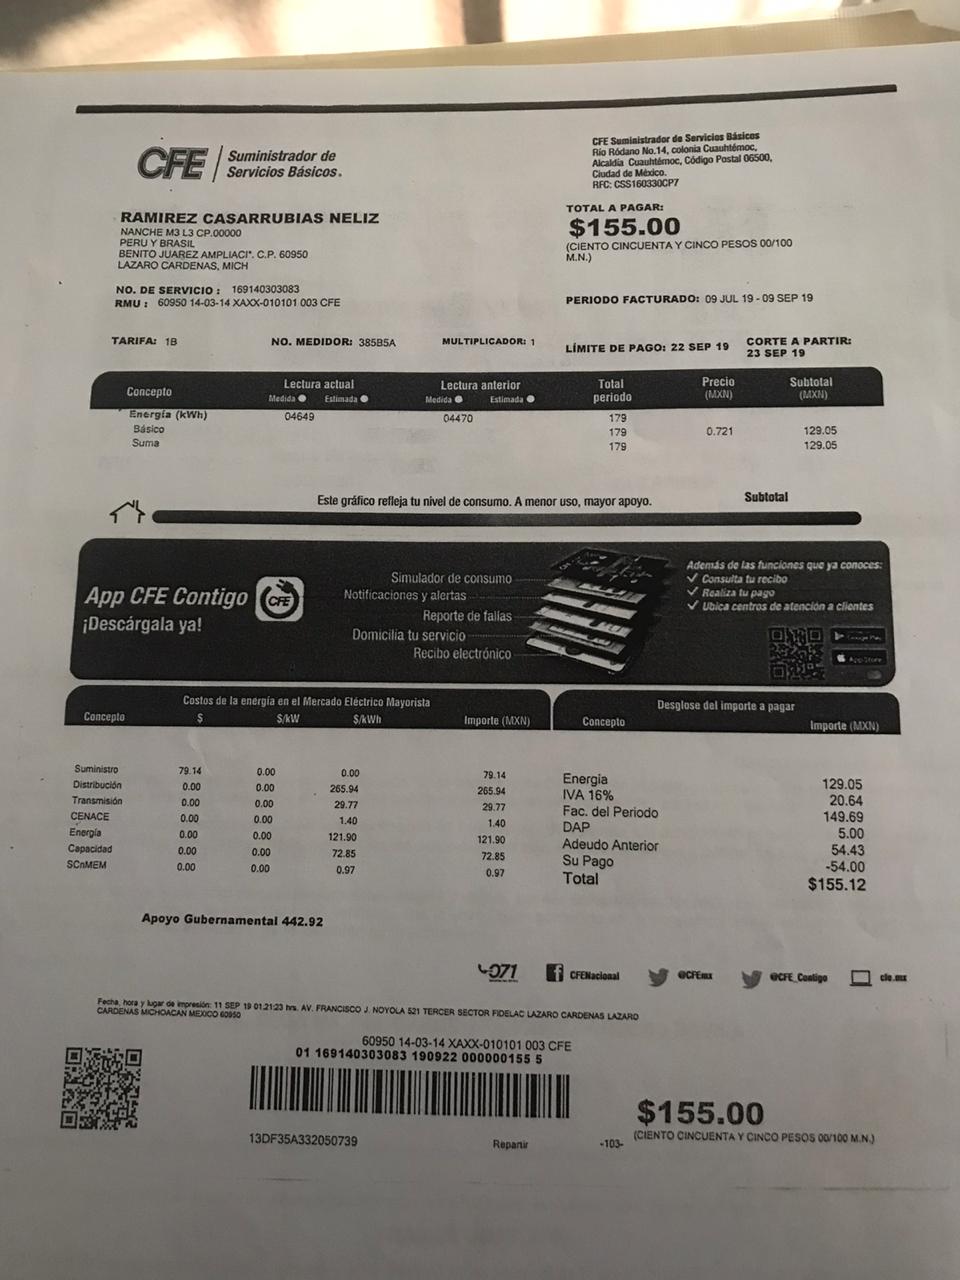 CFE Suministrador de
Servicios Básicos.
CFE Suministrador de Servicios Básicos
Río Ródano No.14, colonia Cuauhtémoc,
Alcaldía Cuauhtémoc, Código Postal 06500,
Ciudad de México.
RFC: CSS160330CP7
RAMIREZ CASARRUBIAS NELIZ
NANCHE M3 L3 CP.00000
PERU Y BRASIL
BENITO JUAREZ AMPLIACI*. C.P. 60950
LAZARO CARDENAS, MICH
TOTAL A PAGAR:
$155.00
(CIENTO CINCUENTA Y CINCO PESOS 00/100
M.N.)
NO. DE SERVICIO : 169140303083
RMU : 60950 14-03-14 XAXX-010101 003 CFE
PERIODO FACTURADO: 09 JUL 19 - 09 SEP 19
TARIFA: 1B NO. MEDIDOR: 385B5A MULTIPLICADOR: 1
LÍMITE DE PAGO: 22 SEP 19
CORTE A PARTIR:
23 SEP 19
Concepto Lectura actual Lectura anterior Total periodo Precio (MXN) Subtotal (MXN)
Medida Estimada Medida Estimada
Energía (kWh) 04649 04470 179
Básico 179 0.721 129.05
Suma 179 129.05
Este gráfico refleja tu nivel de consumo. A menor uso, mayor apoyo. Subtotal
App CFE Contigo
¡Descárgala ya!
CFE
Simulador de consumo
Notificaciones y alertas
Reporte de fallas
Domicilia tu servicio
Recibo electrónico
Además de las funciones que ya conoces:
Consulta tu recibo
Realiza tu pago
Ubica centros de atención a clientes
Google Play
App Store
Costos de la energía en el Mercado Eléctrico Mayorista
Concepto $ $/kW $/kWh Importe (MXN)
Suministro 79.14 0.00 0.00 79.14
Distribución 0.00 0.00 265.94 265.94
Transmisión 0.00 0.00 29.77 29.77
CENACE 0.00 0.00 1.40 1.40
Energía 0.00 0.00 121.90 121.90
Capacidad 0.00 0.00 72.85 72.85
SCnMEM 0.00 0.00 0.97 0.97
Desglose del importe a pagar
Concepto Importe (MXN)
Energía 129.05
IVA 16% 20.64
Fac. del Periodo 149.69
DAP 5.00
Adeudo Anterior 54.43
Su Pago -54.00
Total $155.12
Apoyo Gubernamental 442.92
071 CFENacional @CFEmx @CFE_Contigo cfe.mx
Fecha, hora y lugar de impresión: 11 SEP 19 01:21:23 hrs. AV. FRANCISCO J. NOYOLA 521 TERCER SECTOR FIDELAC LAZARO CARDENAS LAZARO
CARDENAS MICHOACAN MEXICO 60950
60950 14-03-14 XAXX-010101 003 CFE
01 169140303083 190922 000000155 5
13DF35A332050739 Repartir -103-
$155.00
(CIENTO CINCUENTA Y CINCO PESOS 00/100 M.N.)